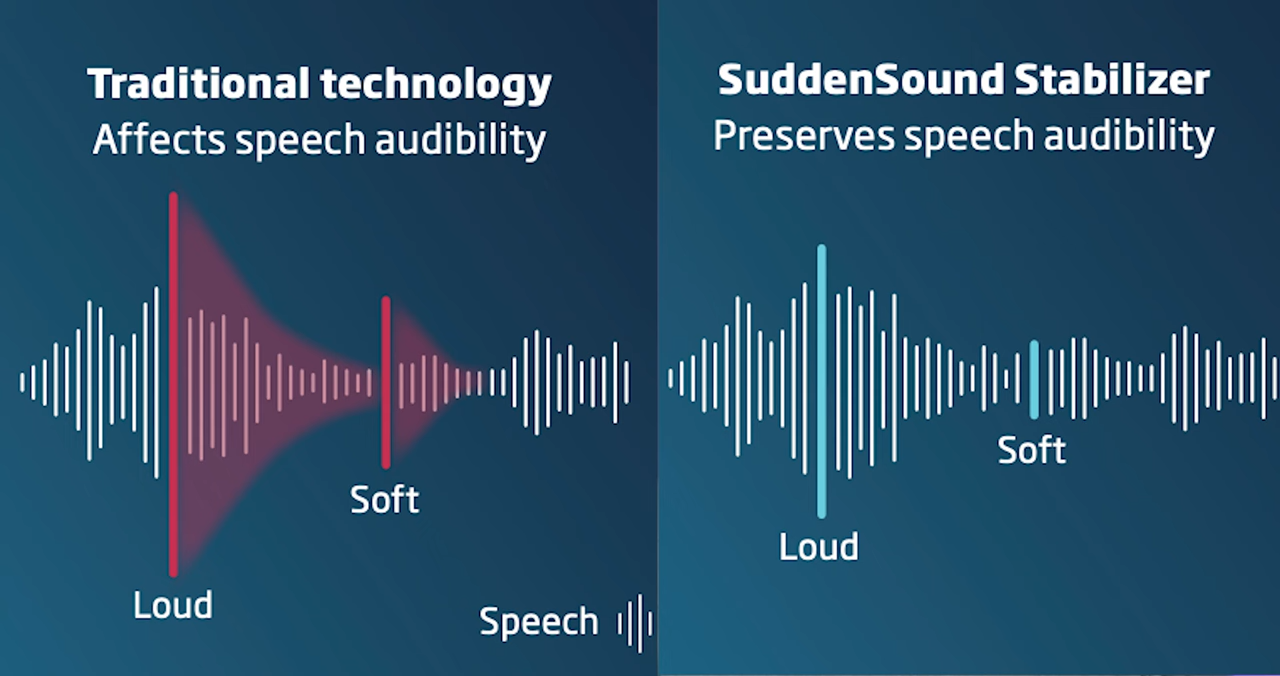 Traditional technology
Affects speech audibility
Soft
Loud
Speech
SuddenSound Stabilizer
Preserves speech audibility
Soft
Loud